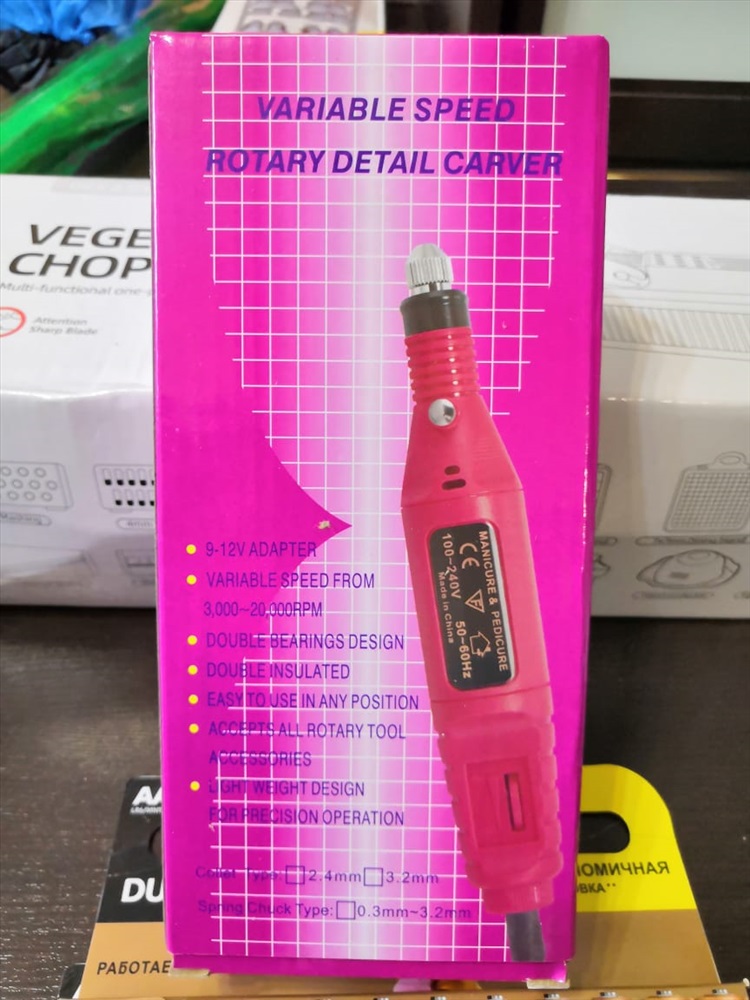 VARIABLE SPEED
ROTARY DETAIL CARVER
VEGE
CHOP
Multi-functional one-
Attention
Sharp Blade
MANICURE & PEDICURE
CE
100-240V 50-60Hz
Made in China
9-12V ADAPTER
VARIABLE SPEED FROM
3,000~20,000RPM
DOUBLE BEARINGS DESIGN
DOUBLE INSULATED
EASY TO USE IN ANY POSITION
ACCEPTS ALL ROTARY TOOL
ACCESSORIES
LIGHT WEIGHT DESIGN
FOR PRECISION OPERATION
Collet Type: 2.4mm 3.2mm
Spring Chuck Type: 0.3mm~3.2mm
AA
DU
РАБОТАЕ
ОМИЧНАЯ
ОВКА**